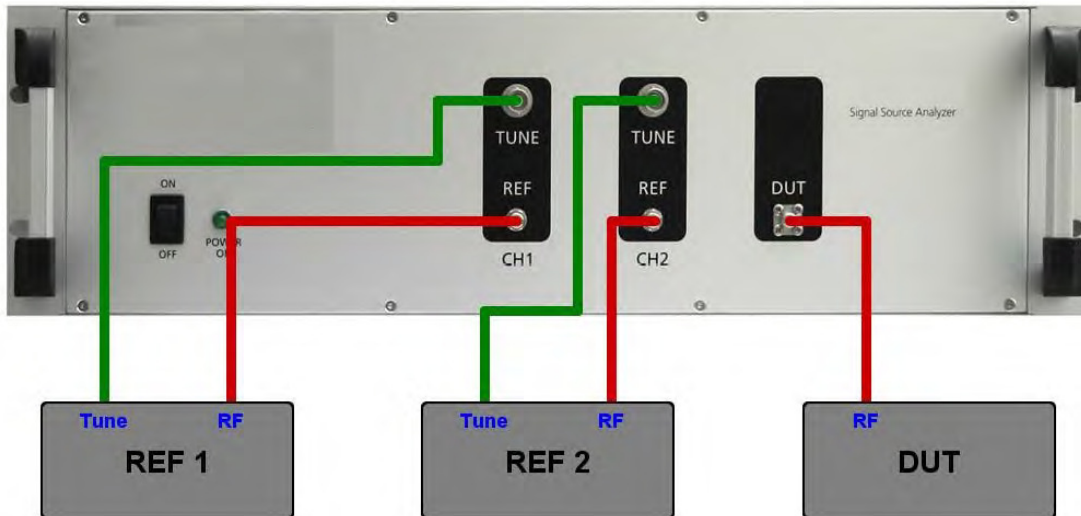 TUNE
REF
CH1
TUNE
REF
CH2
DUT
Signal Source Analyzer
ON
OFF
POWER
Tune
RF
REF 1
Tune
RF
REF 2
RF
DUT